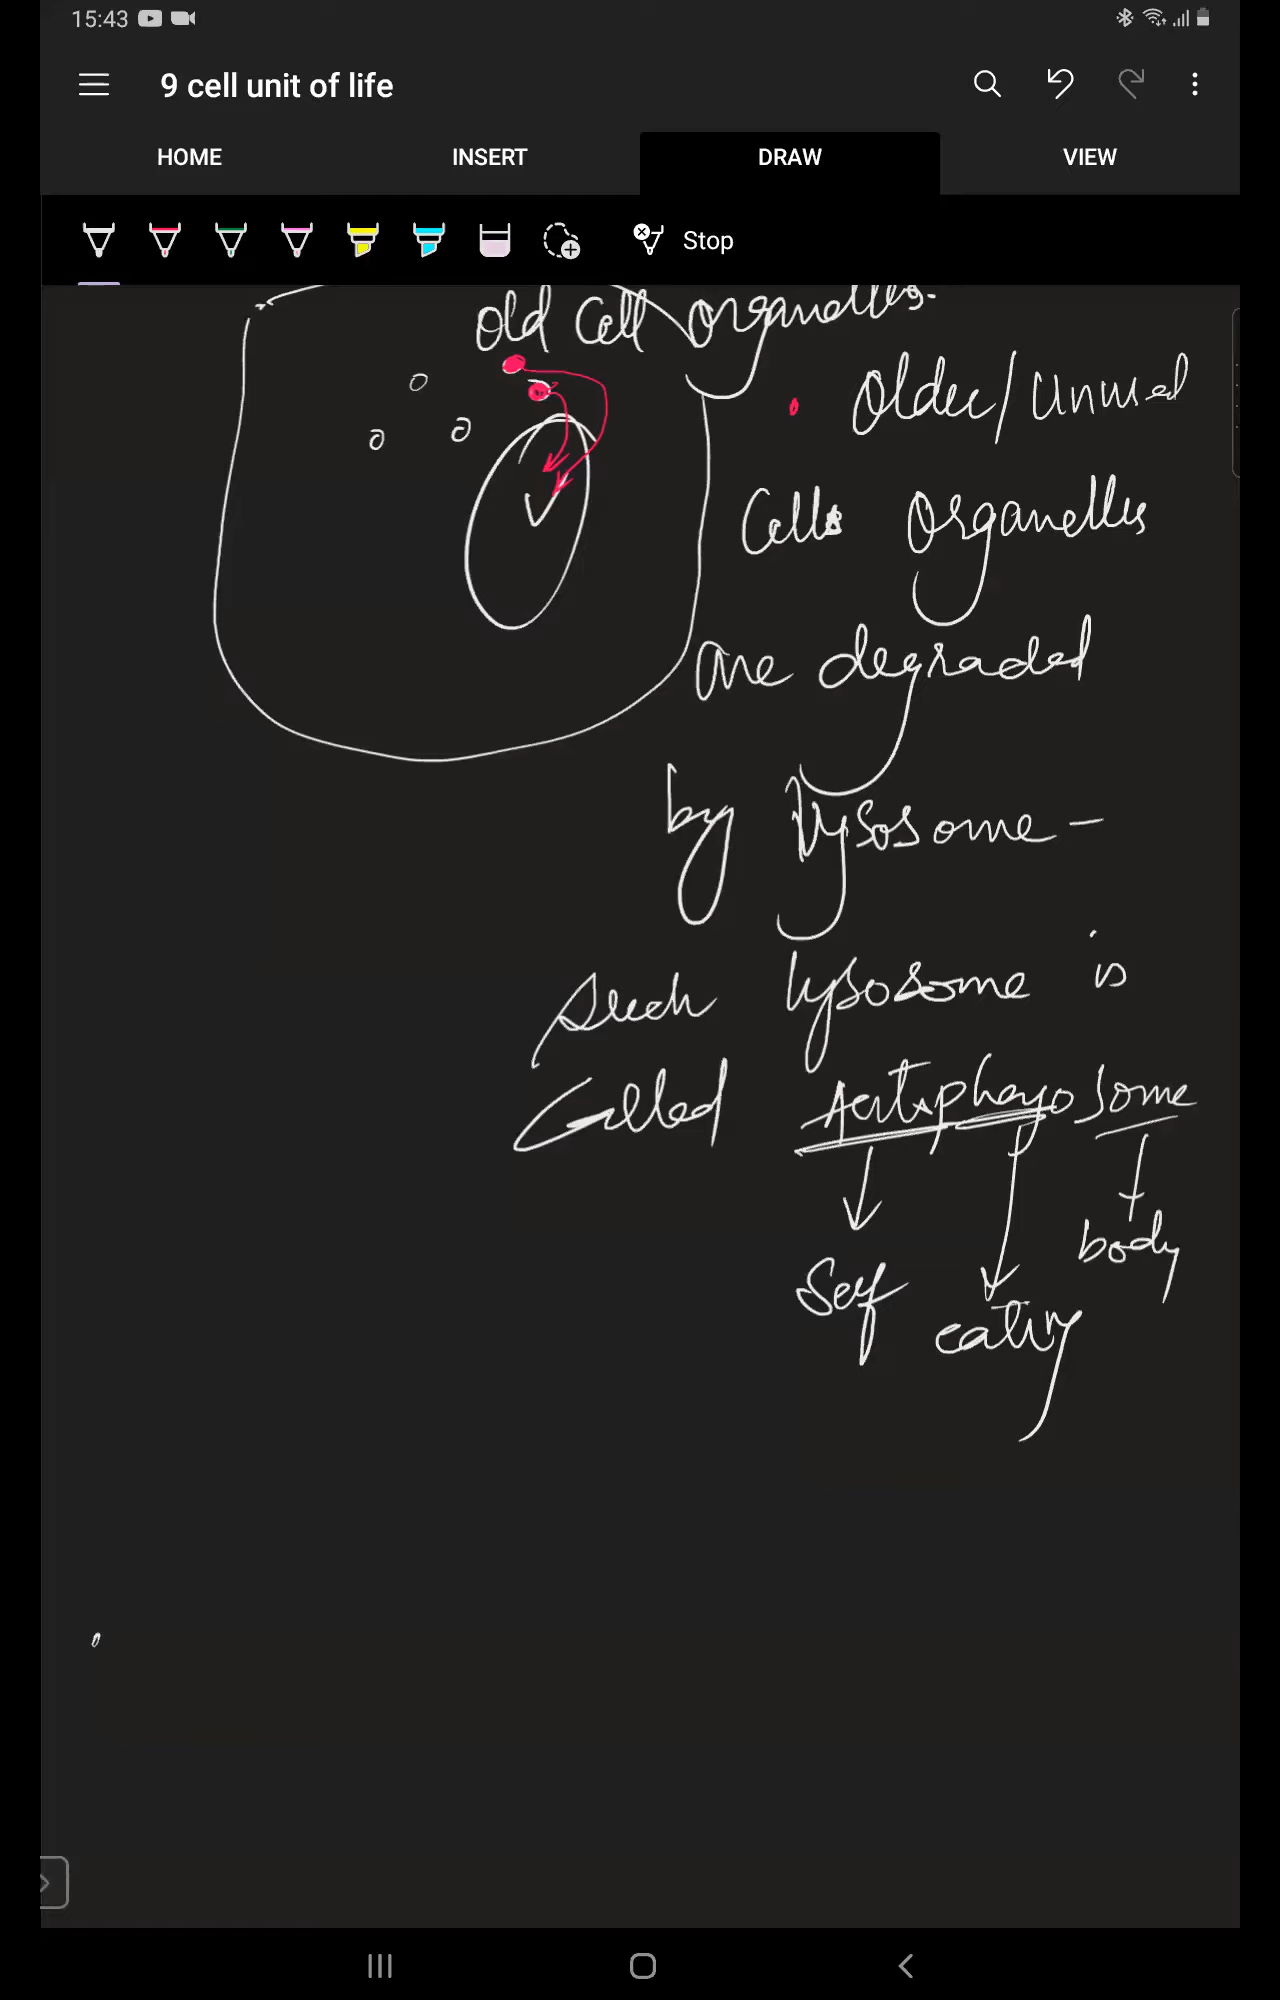 15:43
9 cell unit of life
HOME INSERT DRAW VIEW
Stop
old Cell organelles.
Older/Unused
Cells Organelles
are degraded
by lysosome -
Such lysosome is
Called Autophagosome
Self eating body